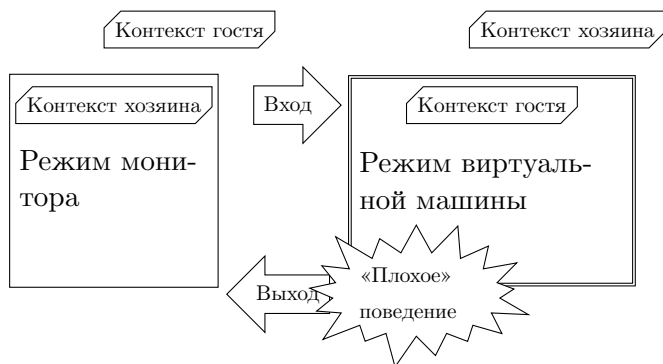 Контекст гостя
Контекст хозяина
Контекст хозяина
Режим мони-
тора
Вход
Контекст гостя
Режим виртуаль-
ной машины
Выход
«Плохое»
поведение